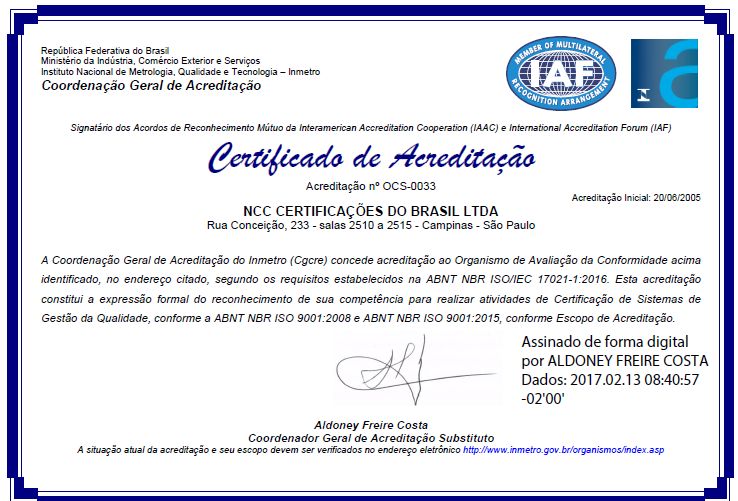 República Federativa do Brasil
Ministério da Indústria, Comércio Exterior e Serviços
Instituto Nacional de Metrologia, Qualidade e Tecnologia – Inmetro
Coordenação Geral de Acreditação
MEMBER OF MULTILATERAL
IAF
RECOGNITION ARRANGEMENT
Signatário dos Acordos de Reconhecimento Mútuo da Interamerican Accreditation Cooperation (IAAC) e International Accreditation Forum (IAF)
Certificado de Acreditação
Acreditação nº OCS-0033
Acreditação Inicial: 20/06/2005
NCC CERTIFICAÇÕES DO BRASIL LTDA
Rua Conceição, 233 - salas 2510 a 2515 - Campinas - São Paulo
A Coordenação Geral de Acreditação do Inmetro (Cgcre) concede acreditação ao Organismo de Avaliação da Conformidade acima
identificado, no endereço citado, segundo os requisitos estabelecidos na ABNT NBR ISO/IEC 17021-1:2016. Esta acreditação
constitui a expressão formal do reconhecimento de sua competência para realizar atividades de Certificação de Sistemas de
Gestão da Qualidade, conforme a ABNT NBR ISO 9001:2008 e ABNT NBR ISO 9001:2015, conforme Escopo de Acreditação.
Assinado de forma digital
por ALDONEY FREIRE COSTA
Dados: 2017.02.13 08:40:57
-02'00'
Aldoney Freire Costa
Coordenador Geral de Acreditação Substituto
A situação atual da acreditação e seu escopo devem ser verificados no endereço eletrônico http://www.inmetro.gov.br/organismos/index.asp